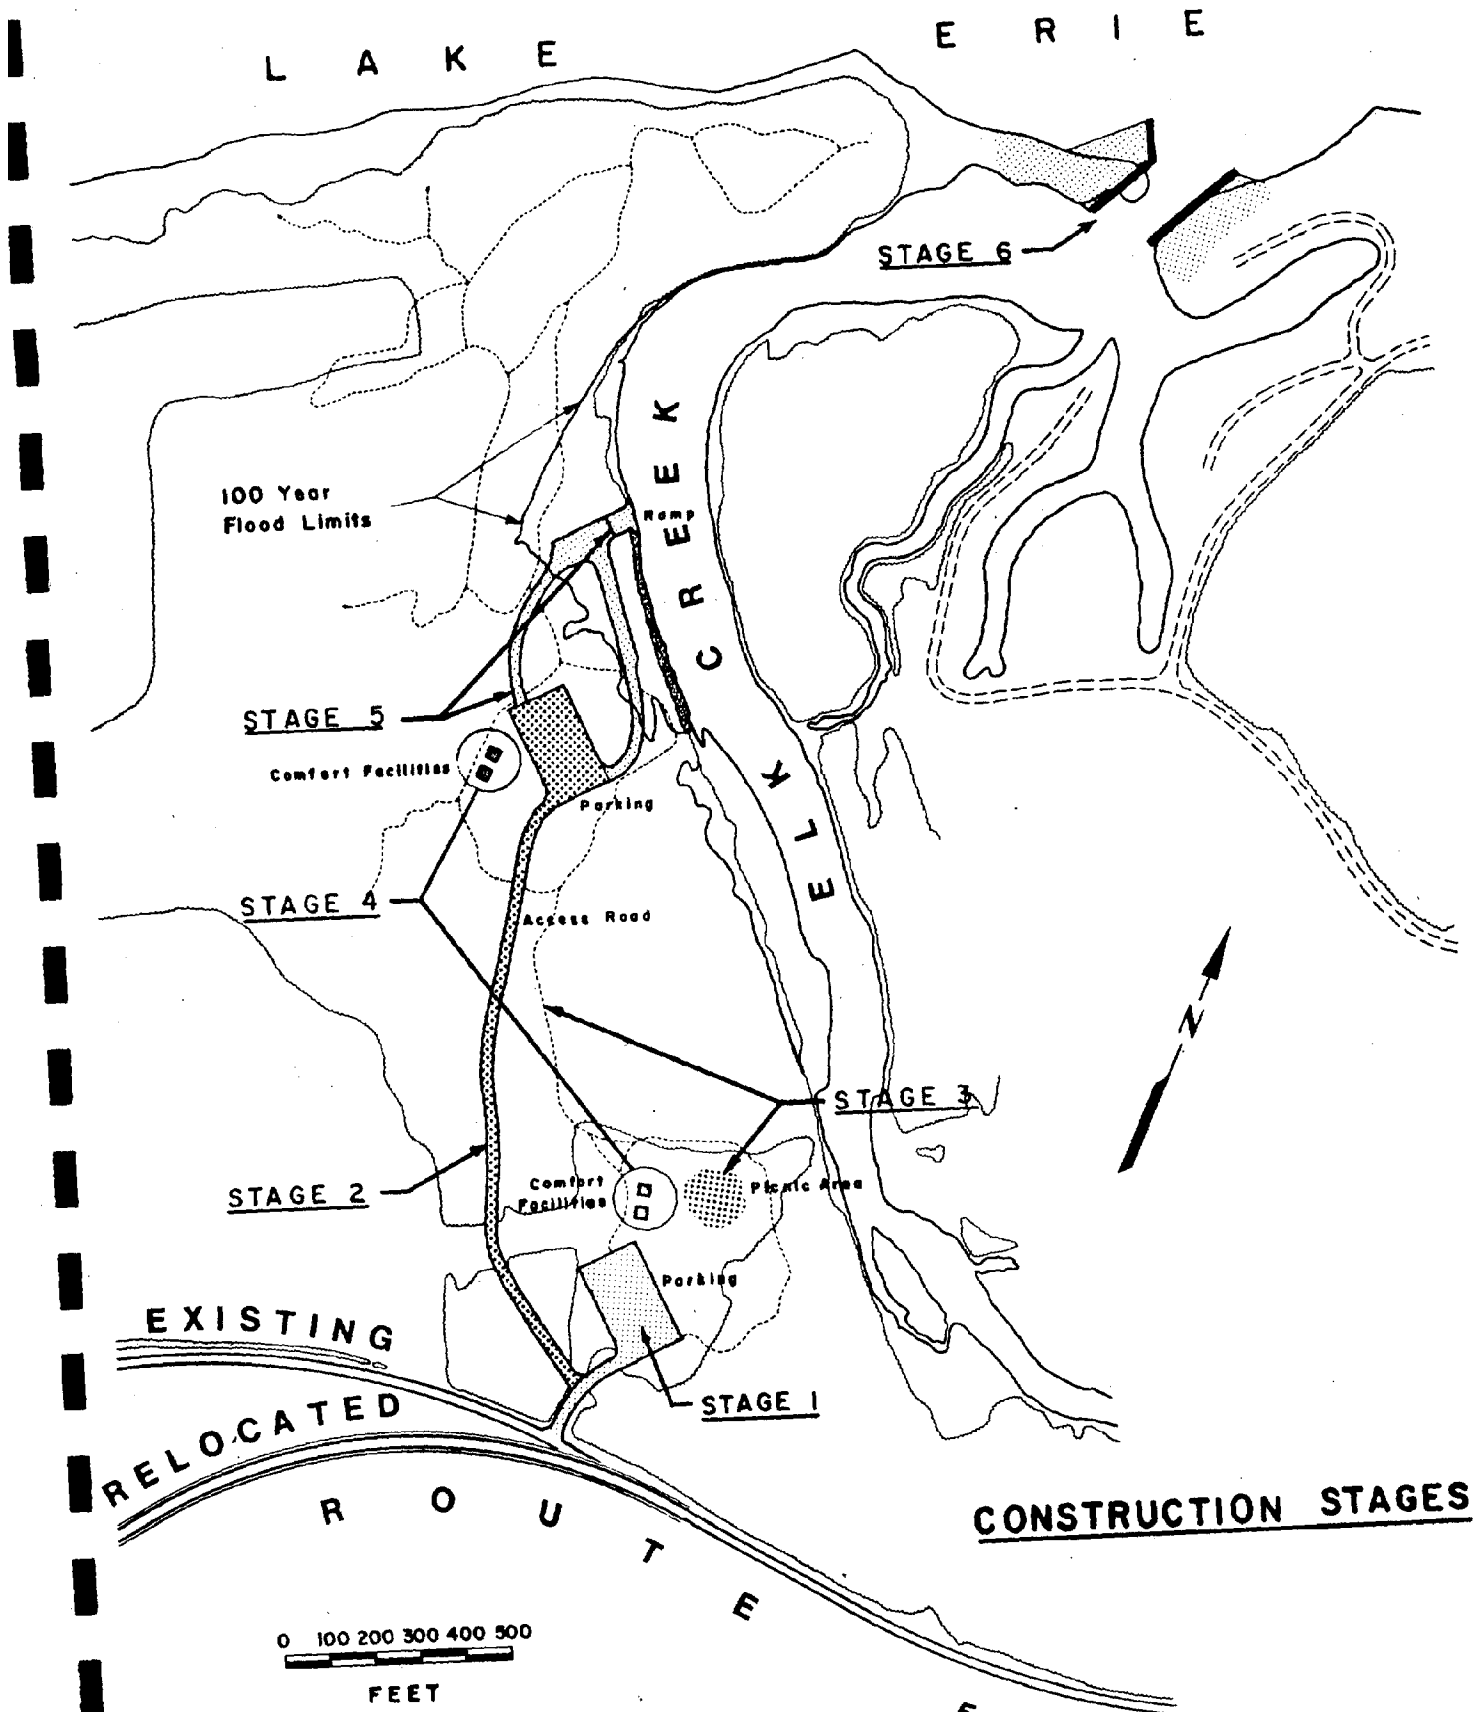 LAKE ERIE
STAGE 6
100 Year
Flood Limits
Ramp
ELK CREEK
STAGE 5
Comfort Facilities
Parking
STAGE 4
Access Road
N
STAGE 3
Comfort
Facilities
Picnic Area
STAGE 2
Parking
EXISTING
STAGE 1
RELOCATED
ROUTE
CONSTRUCTION STAGES
0 100 200 300 400 500
FEET